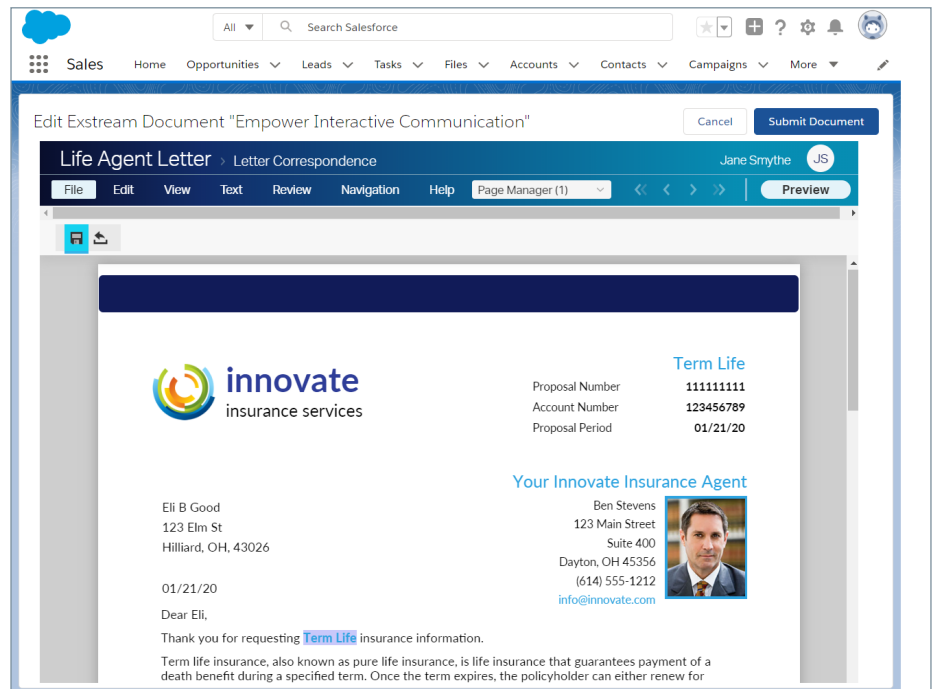 All Search Salesforce
Sales Home Opportunities Leads Tasks Files Accounts Contacts Campaigns More
Edit Exstream Document "Empower Interactive Communication" Cancel Submit Document
Life Agent Letter > Letter Correspondence Jane Smythe JS
File Edit View Text Review Navigation Help Page Manager (1) Preview
innovate
insurance services
Term Life
Proposal Number 111111111
Account Number 123456789
Proposal Period 01/21/20
Your Innovate Insurance Agent
Ben Stevens
123 Main Street
Suite 400
Dayton, OH 45356
(614) 555-1212
info@innovate.com
Eli B Good
123 Elm St
Hilliard, OH, 43026
01/21/20
Dear Eli,
Thank you for requesting Term Life insurance information.
Term life insurance, also known as pure life insurance, is life insurance that guarantees payment of a
death benefit during a specified term. Once the term expires, the policyholder can either renew for